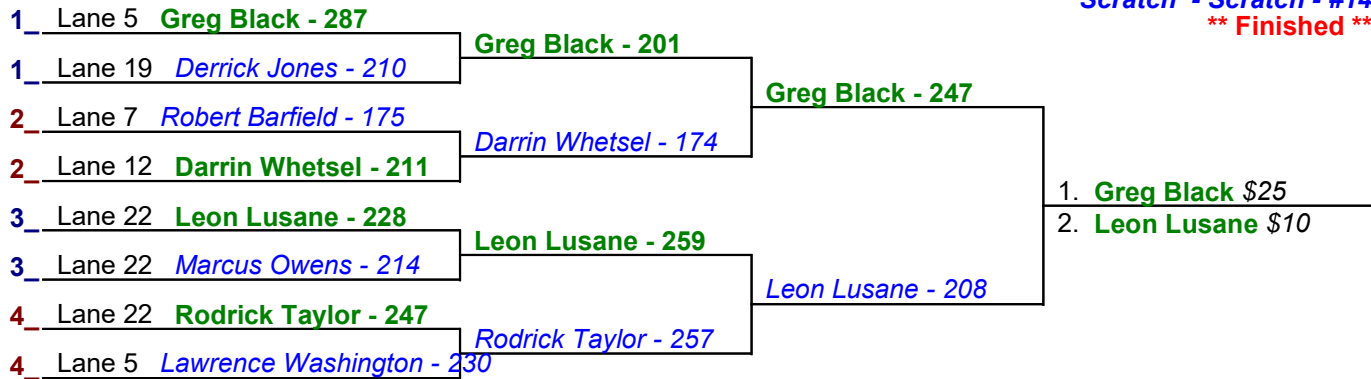 Scratch - Scratch - #14
** Finished **
1_ Lane 5 Greg Black - 287
1_ Lane 19 Derrick Jones - 210
2_ Lane 7 Robert Barfield - 175
2_ Lane 12 Darrin Whetsel - 211
3_ Lane 22 Leon Lusane - 228
3_ Lane 22 Marcus Owens - 214
4_ Lane 22 Rodrick Taylor - 247
4_ Lane 5 Lawrence Washington - 230
Greg Black - 201
Darrin Whetsel - 174
Leon Lusane - 259
Rodrick Taylor - 257
Greg Black - 247
Leon Lusane - 208
1. Greg Black $25
2. Leon Lusane $10